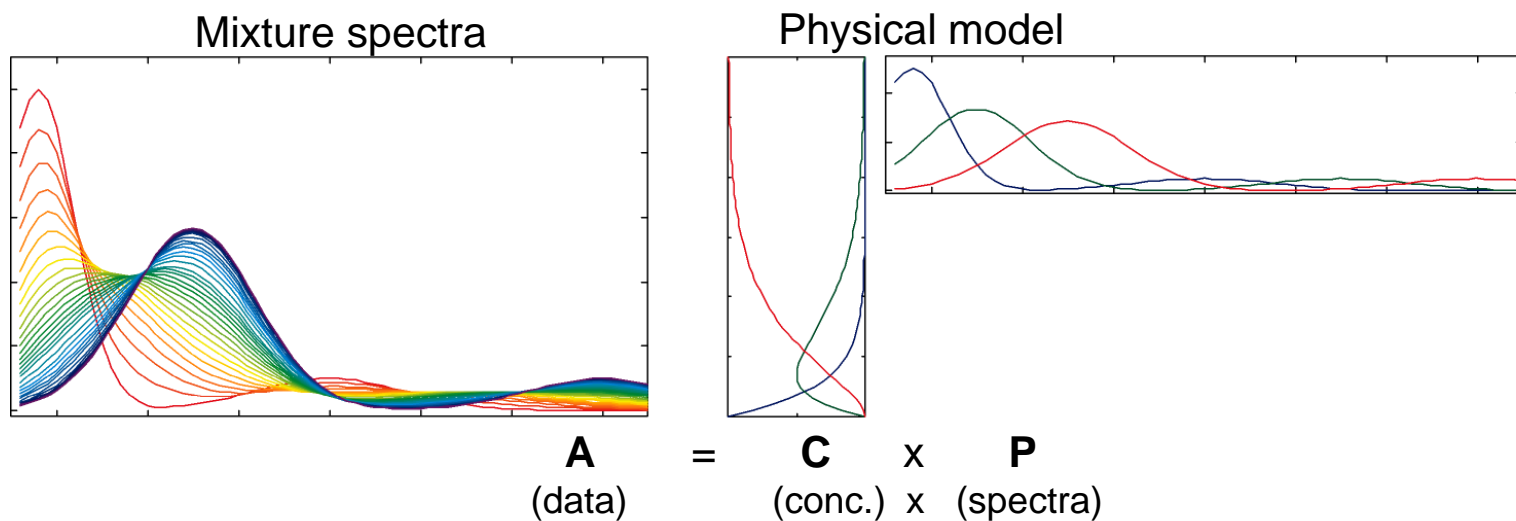 Mixture spectra
Physical model
A = C x P
(data) (conc.) x (spectra)